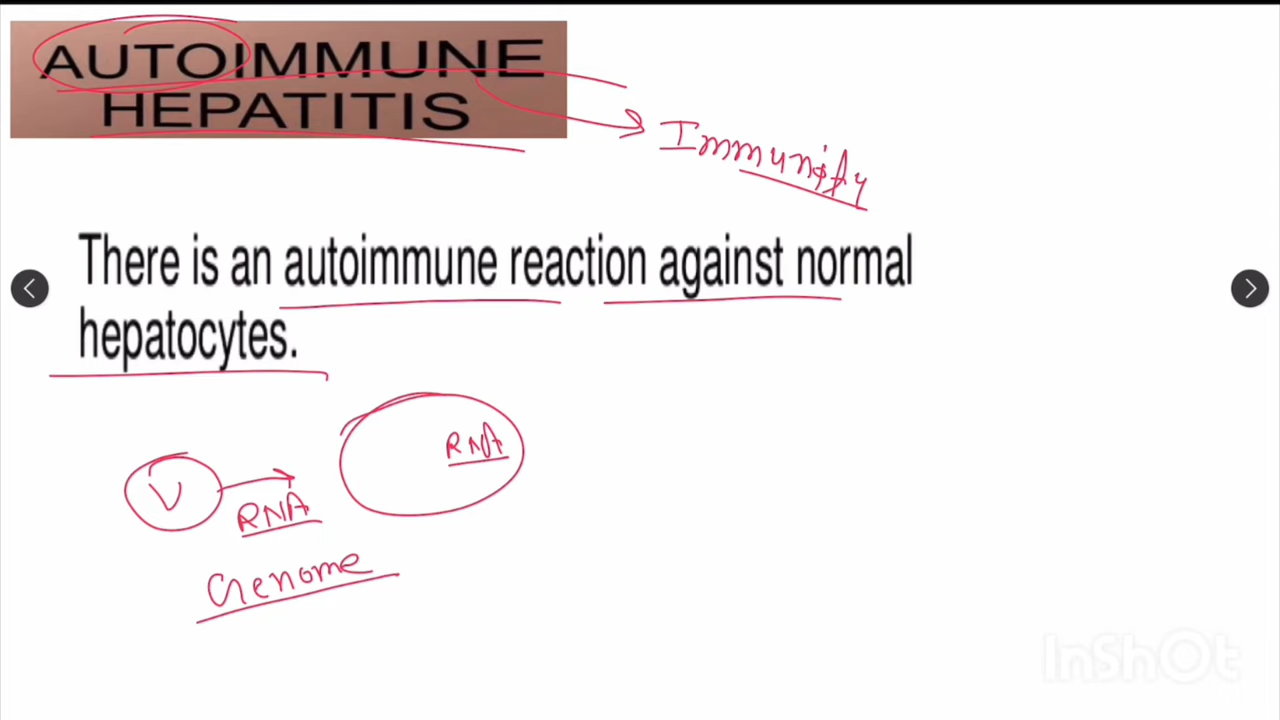 AUTOIMMUNE
HEPATITIS
Immunity
There is an autoimmune reaction against normal
hepatocytes.
RNA
V
RNA
Genome
InShOt